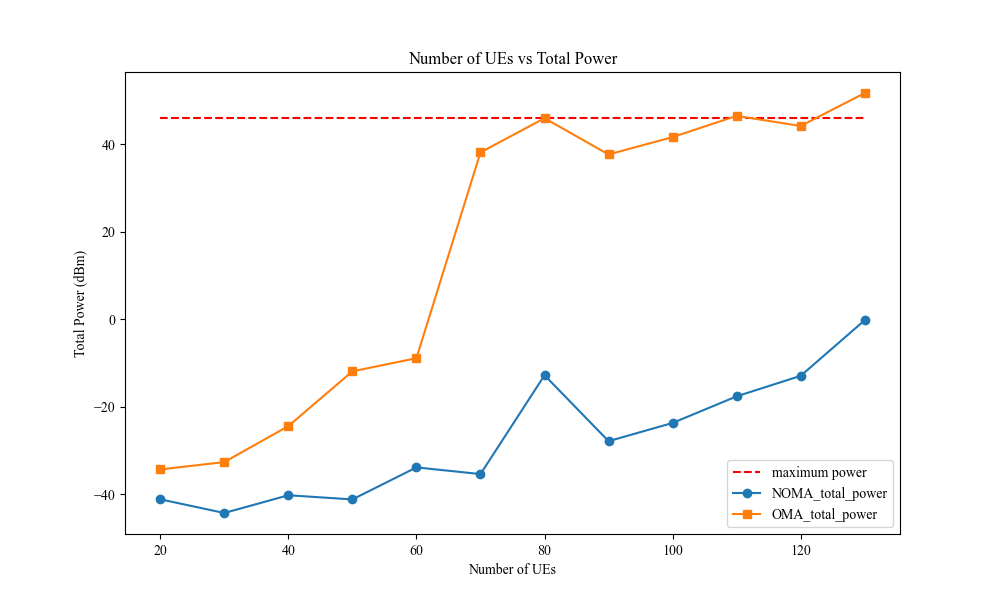 Number of UEs vs Total Power
Total Power (dBm)
40
20
0
−20
−40
20
40
60
80
100
120
Number of UEs
maximum power
NOMA_total_power
OMA_total_power